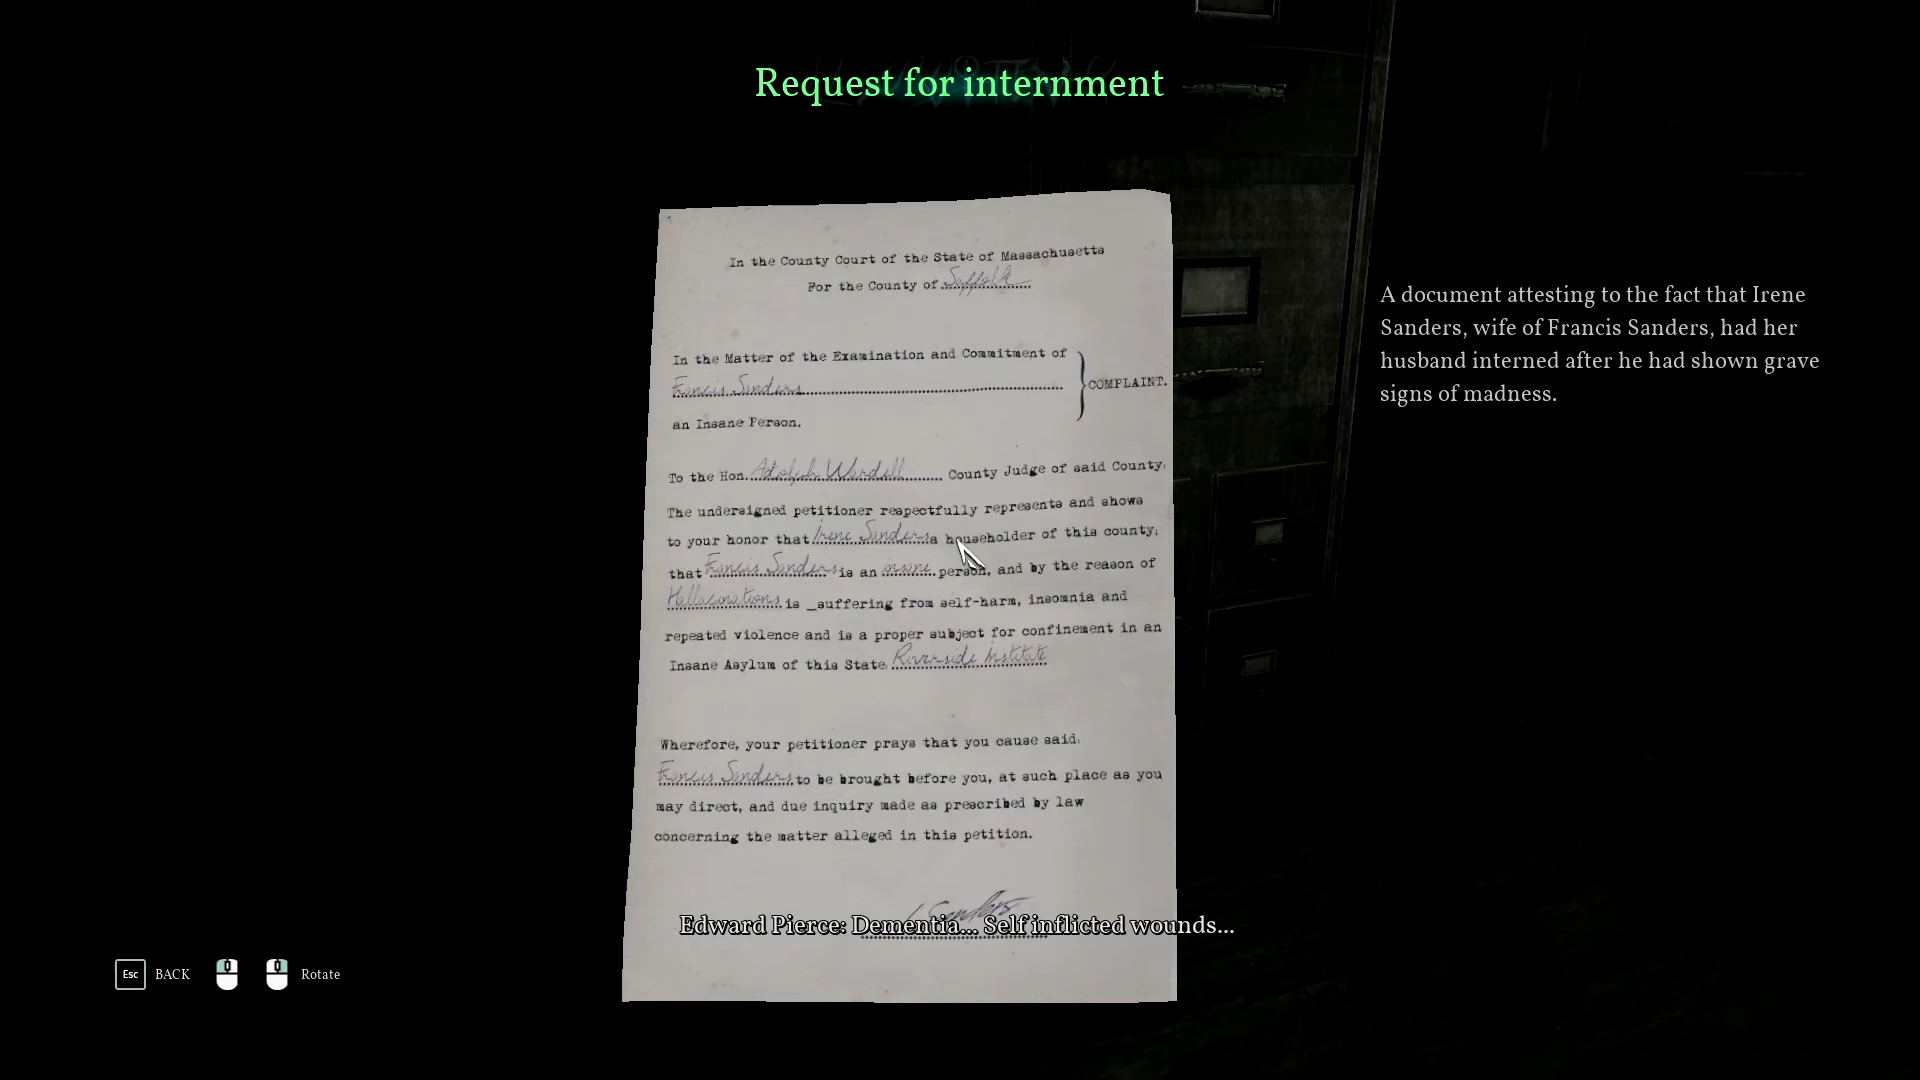 Request for internment
In the County Court of the State of Massachusetts
For the County of Suffolk
In the Matter of the Examination and Commitment of
Francis Sanders
COMPLAINT.
an Insane Person.
To the Hon. Adolph Wardell County Judge of said County.
The undersigned petitioner respectfully represents and shows
to your honor that Irene Sanders a householder of this county.
that Francis Sanders is an insane person, and by the reason of
Hallucinations is _suffering from self-harm, insomnia and
repeated violence and is a proper subject for confinement in an
Insane Asylum of this State. Riverside Institute
Wherefore, your petitioner prays that you cause said.
Francis Sanders to be brought before you, at such place as you
may direct, and due inquiry made as prescribed by law
concerning the matter alleged in this petition.
Sanders
Edward Pierce: Dementia... Self inflicted wounds...
A document attesting to the fact that Irene
Sanders, wife of Francis Sanders, had her
husband interned after he had shown grave
signs of madness.
Esc BACK Rotate